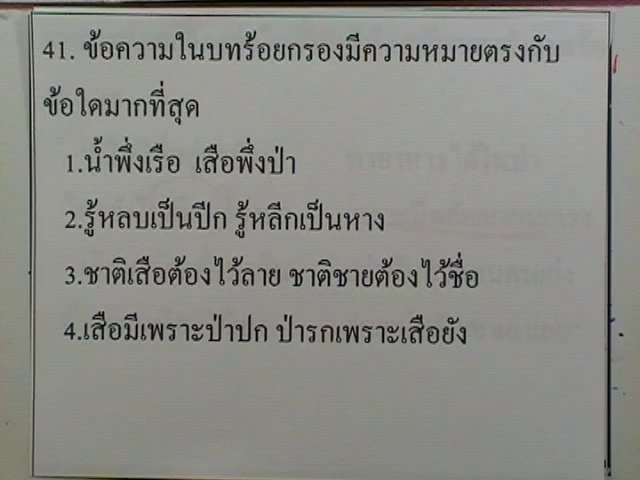 41. ข้อความในบทร้อยกรองมีความหมายตรงกับ
ข้อใดมากที่สุด
1.น้ำพึ่งเรือ เสือพึ่งป่า
2.รู้หลบเป็นปีก รู้หลีกเป็นหาง
3.ชาติเสือต้องไว้ลาย ชาติชายต้องไว้ชื่อ
4.เสือมีเพราะป่าปก ป่ารกเพราะเสือยัง